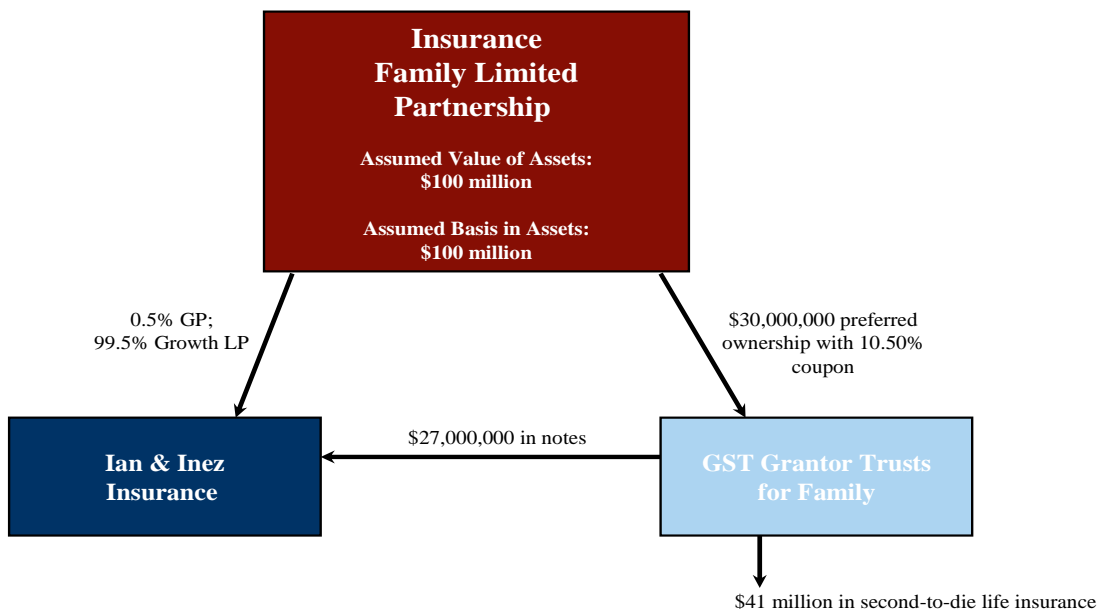 Insurance
Family Limited
Partnership
Assumed Value of Assets:
$100 million
Assumed Basis in Assets:
$100 million
0.5% GP;
99.5% Growth LP
$30,000,000 preferred
ownership with 10.50%
coupon
$27,000,000 in notes
Ian & Inez
Insurance
GST Grantor Trusts
for Family
$41 million in second-to-die life insurance